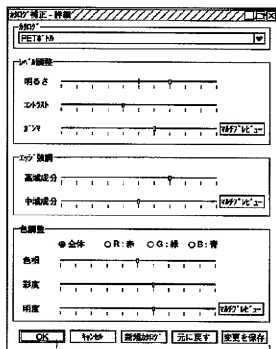 カタログ補正 - 詳細
カタログ
PETボトル
レベル調整
明るさ
コントラスト
ガンマ
マルチプレビュー
エッジ強調
高域成分
中域成分
マルチプレビュー
色調整
全体 R:赤 G:緑 B:青
色相
彩度
明度
マルチプレビュー
OK キャンセル 新規カタログ 元に戻す 変更を保存